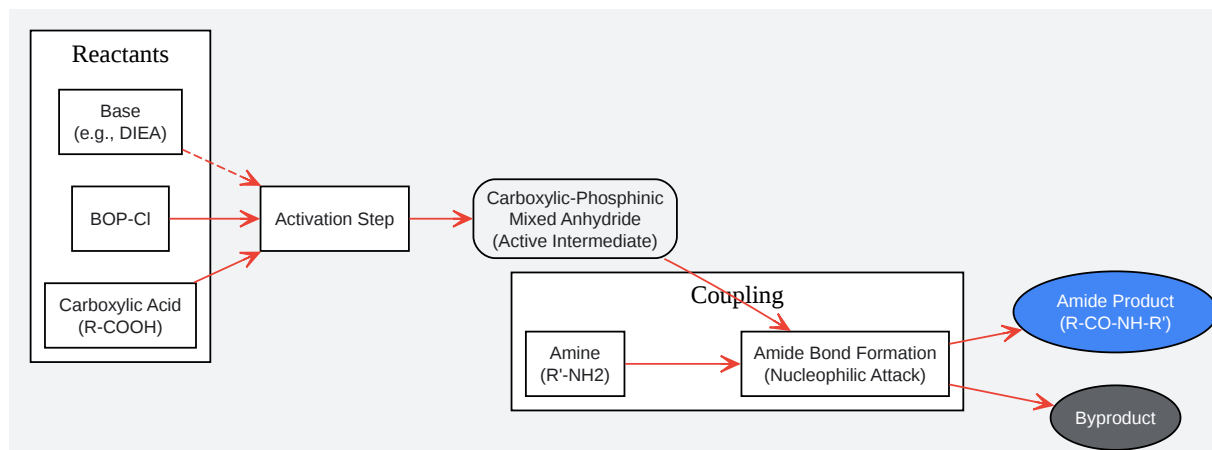 Reactants
Base
(e.g., DIEA)
BOP-Cl
Carboxylic Acid
(R-COOH)
Activation Step
Carboxylic-Phosphinic
Mixed Anhydride
(Active Intermediate)
Coupling
Amine
(R'-NH2)
Amide Bond Formation
(Nucleophilic Attack)
Amide Product
(R-CO-NH-R')
Byproduct